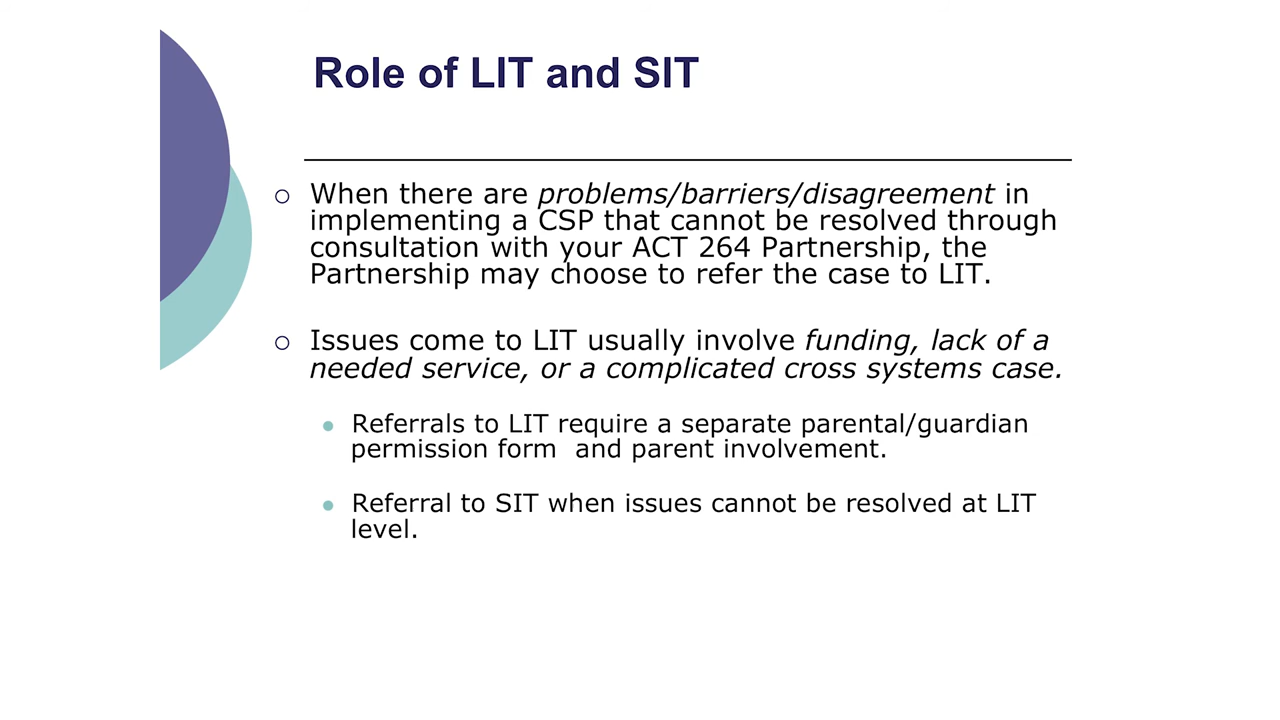 Role of LIT and SIT
When there are problems/barriers/disagreement in
implementing a CSP that cannot be resolved through
consultation with your ACT 264 Partnership, the
Partnership may choose to refer the case to LIT.
Issues come to LIT usually involve funding, lack of a
needed service, or a complicated cross systems case.
Referrals to LIT require a separate parental/guardian
permission form  and parent involvement.
Referral to SIT when issues cannot be resolved at LIT
level.